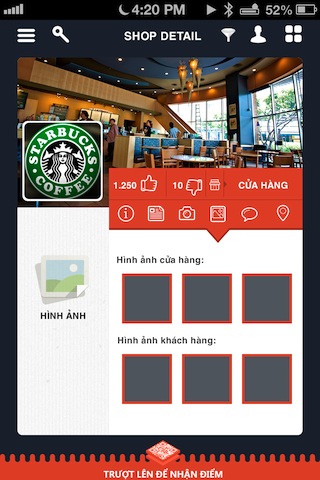 4:20 PM 52%
SHOP DETAIL
STARBUCKS
COFFEE
1.250 10 CỬA HÀNG
Hình ảnh cửa hàng:
HÌNH ẢNH
Hình ảnh khách hàng:
TRƯỢT LÊN ĐỂ NHẬN ĐIỂM